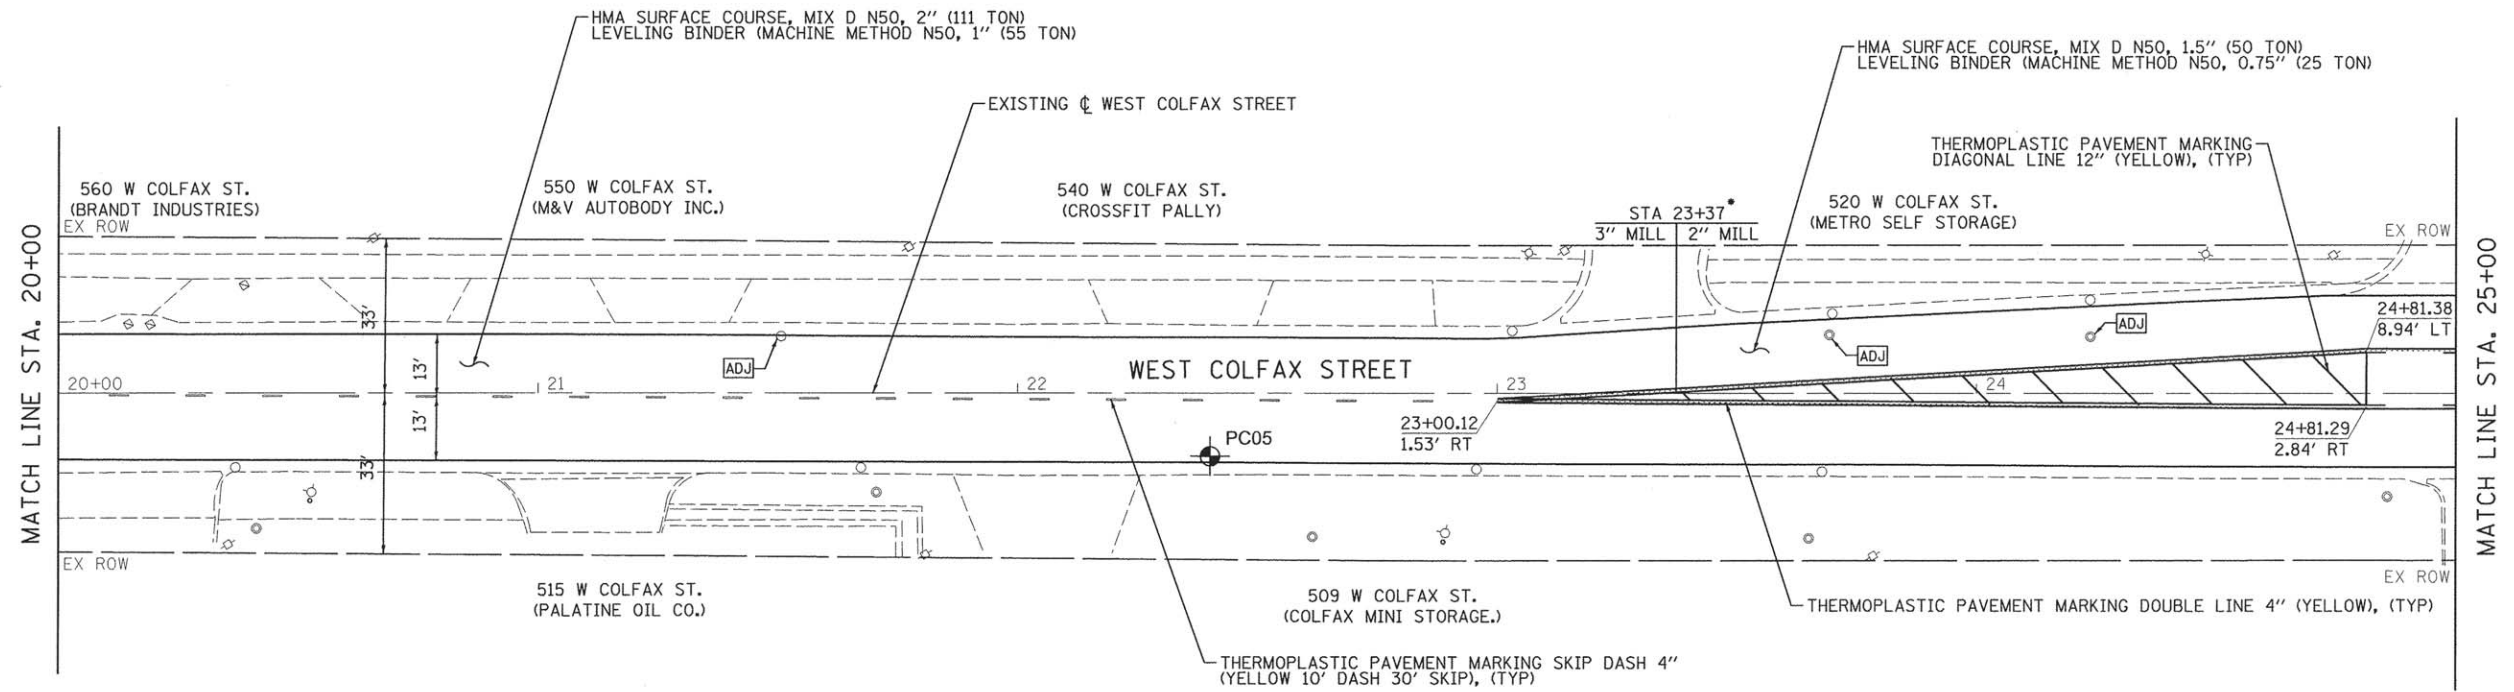 HMA SURFACE COURSE, MIX D N50, 2" (111 TON)
LEVELING BINDER (MACHINE METHOD N50, 1" (55 TON)
HMA SURFACE COURSE, MIX D N50, 1.5" (50 TON)
LEVELING BINDER (MACHINE METHOD N50, 0.75" (25 TON)
EXISTING ℄ WEST COLFAX STREET
THERMOPLASTIC PAVEMENT MARKING
DIAGONAL LINE 12" (YELLOW), (TYP)
560 W COLFAX ST.
(BRANDT INDUSTRIES)
550 W COLFAX ST.
(M&V AUTOBODY INC.)
540 W COLFAX ST.
(CROSSFIT PALLY)
520 W COLFAX ST.
(METRO SELF STORAGE)
STA 23+37*
3" MILL 2" MILL
EX ROW
EX ROW
MATCH LINE STA. 20+00
MATCH LINE STA. 25+00
33'
13'
13'
33'
ADJ
ADJ
ADJ
24+81.38
8.94' LT
WEST COLFAX STREET
20+00
21
22
23
24
23+00.12
1.53' RT
24+81.29
2.84' RT
PC05
EX ROW
EX ROW
515 W COLFAX ST.
(PALATINE OIL CO.)
509 W COLFAX ST.
(COLFAX MINI STORAGE.)
THERMOPLASTIC PAVEMENT MARKING DOUBLE LINE 4" (YELLOW), (TYP)
THERMOPLASTIC PAVEMENT MARKING SKIP DASH 4"
(YELLOW 10' DASH 30' SKIP), (TYP)